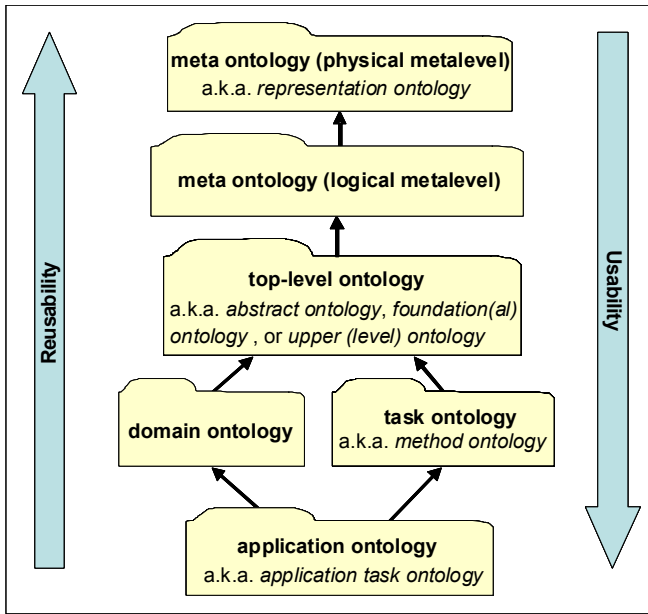 meta ontology (physical metalevel)
a.k.a. representation ontology
meta ontology (logical metalevel)
top-level ontology
a.k.a. abstract ontology, foundation(al)
ontology , or upper (level) ontology
Reusability
Usability
domain ontology
task ontology
a.k.a. method ontology
application ontology
a.k.a. application task ontology